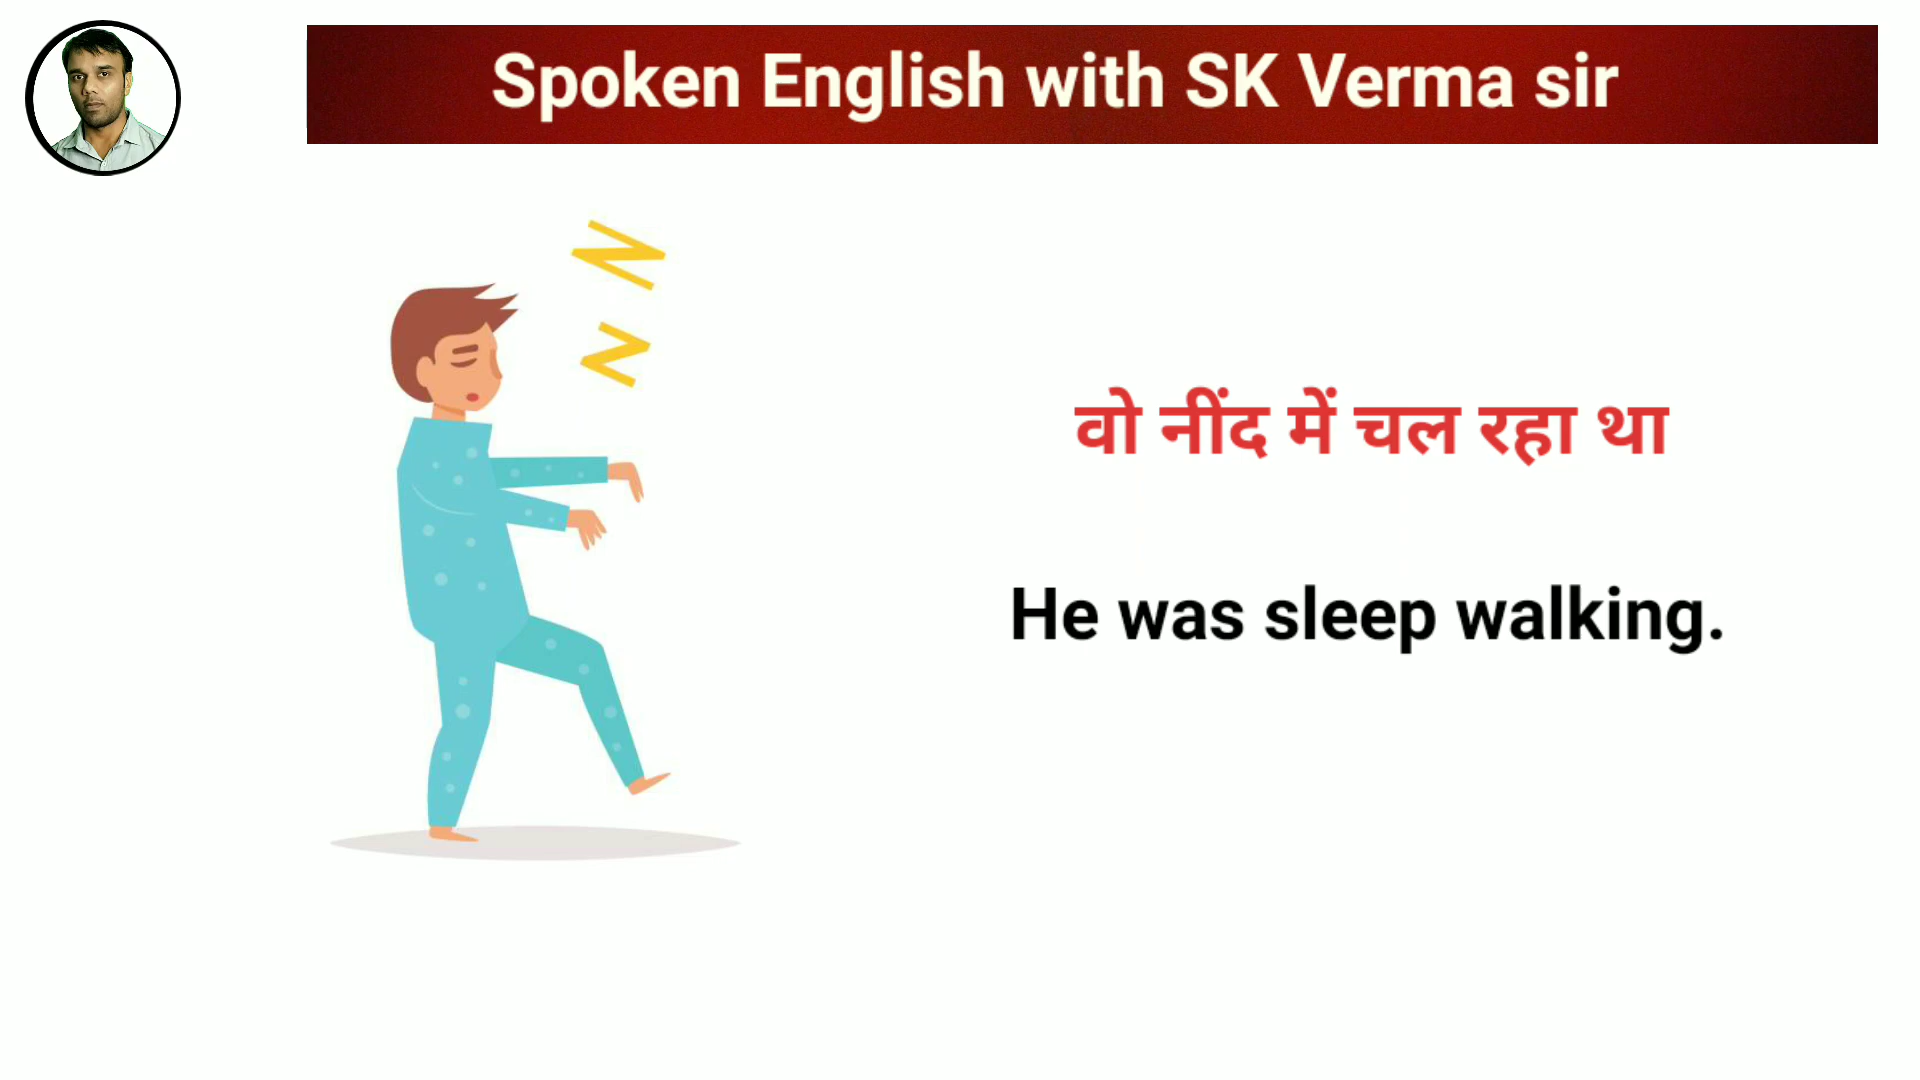 Spoken English with SK Verma sir
वो नींद में चल रहा था
He was sleep walking.